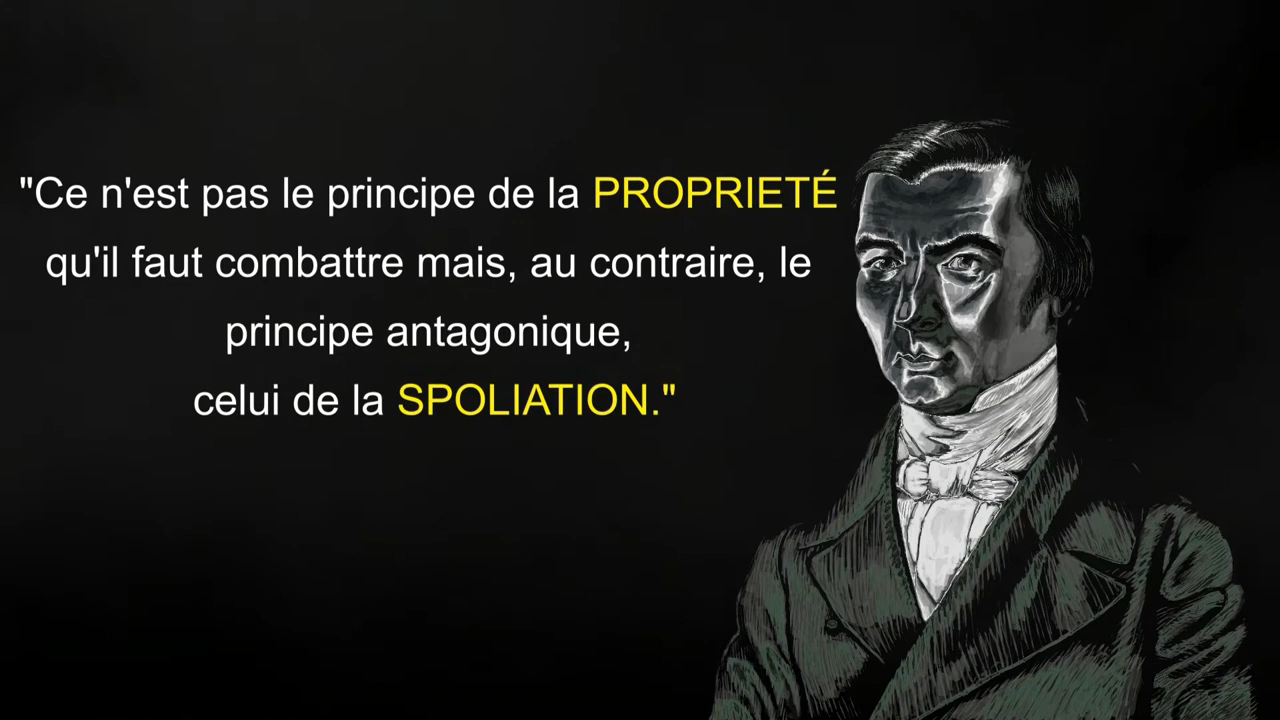 "Ce n'est pas le principe de la PROPRIETÉ
qu'il faut combattre mais, au contraire, le
principe antagonique,
celui de la SPOLIATION."